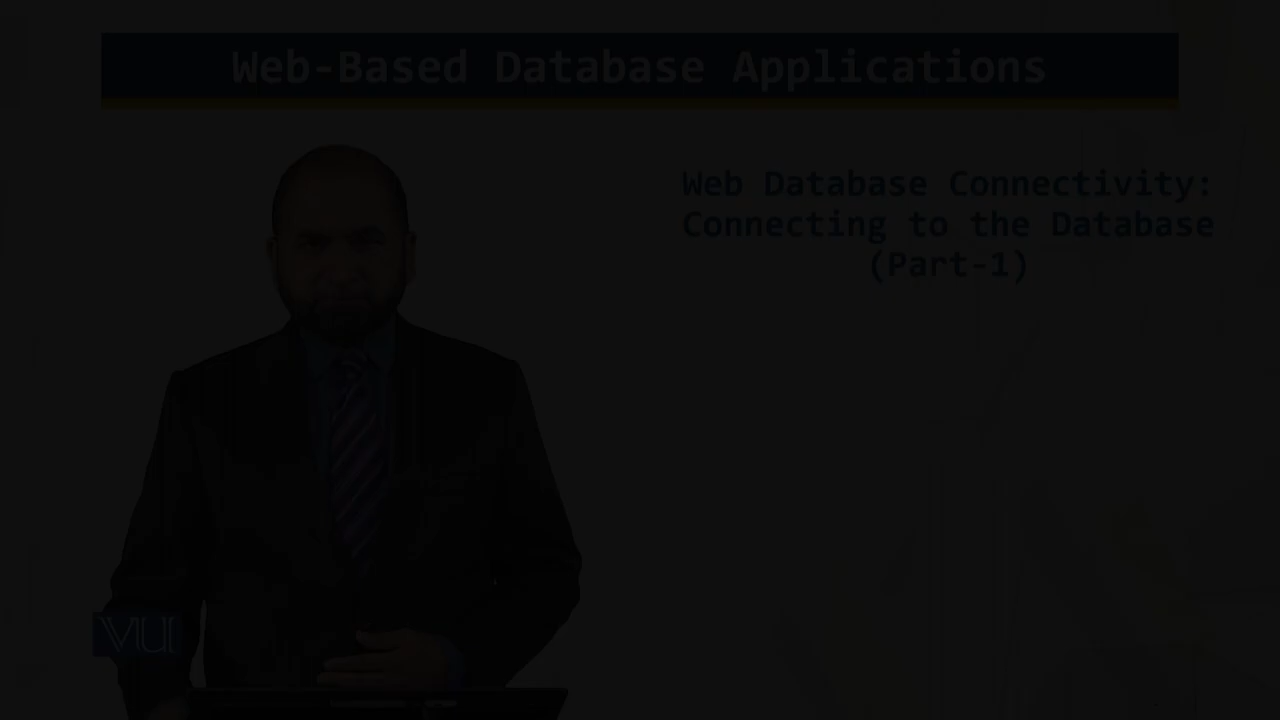 Web-Based Database Applications
Web Database Connectivity:
Connecting to the Database
(Part-1)
VU